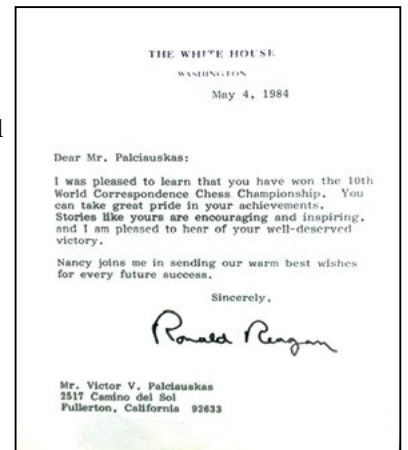 THE WHITE HOUSE
WASHINGTON
May 4, 1984
Dear Mr. Palciauskas:
I was pleased to learn that you have won the 10th
World Correspondence Chess Championship. You
can take great pride in your achievements.
Stories like yours are encouraging and inspiring,
and I am pleased to hear of your well-deserved
victory.
Nancy joins me in sending our warm best wishes
for every future success.
Sincerely,
Ronald Reagan
Mr. Victor V. Palciauskas
2517 Camino del Sol
Fullerton, California 92633